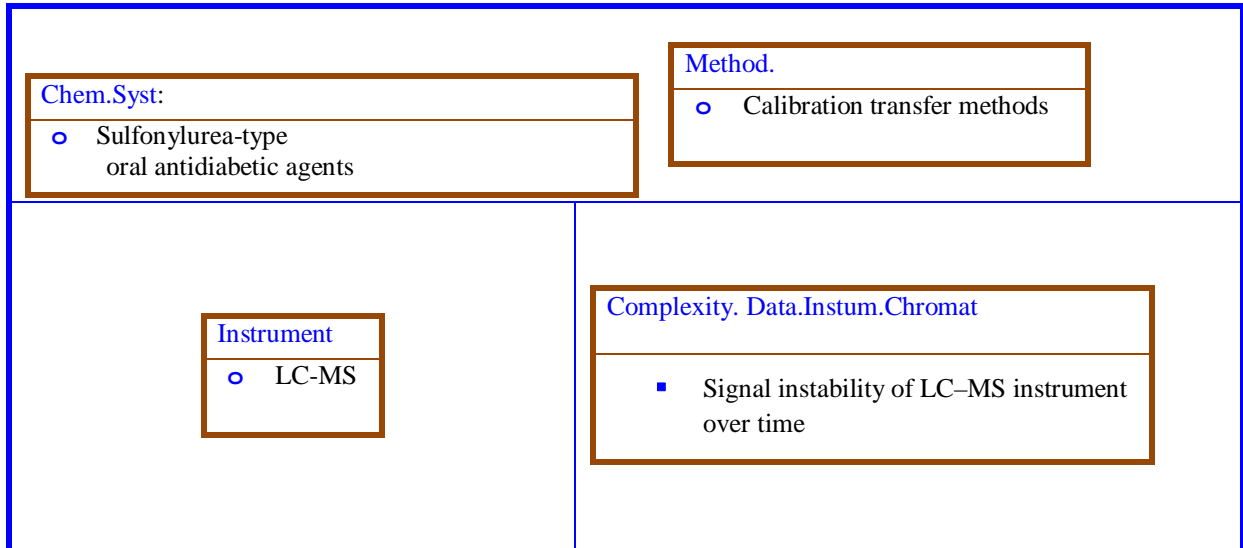 Chem.Syst:
o Sulfonylurea-type
oral antidiabetic agents
Method.
o Calibration transfer methods
Instrument
o LC-MS
Complexity. Data.Instum.Chromat
▪ Signal instability of LC–MS instrument
over time